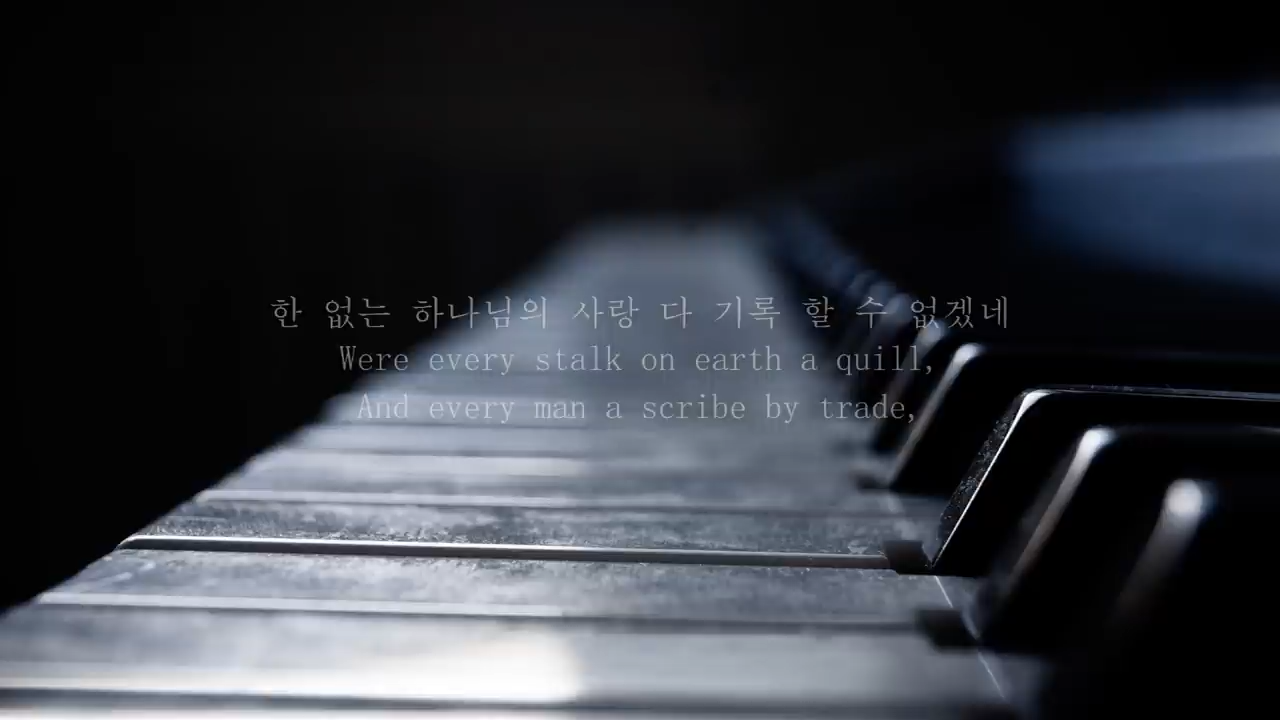 한 없는 하나님의 사랑 다 기록 할 수 없겠네
Were every stalk on earth a quill,
And every man a scribe by trade,